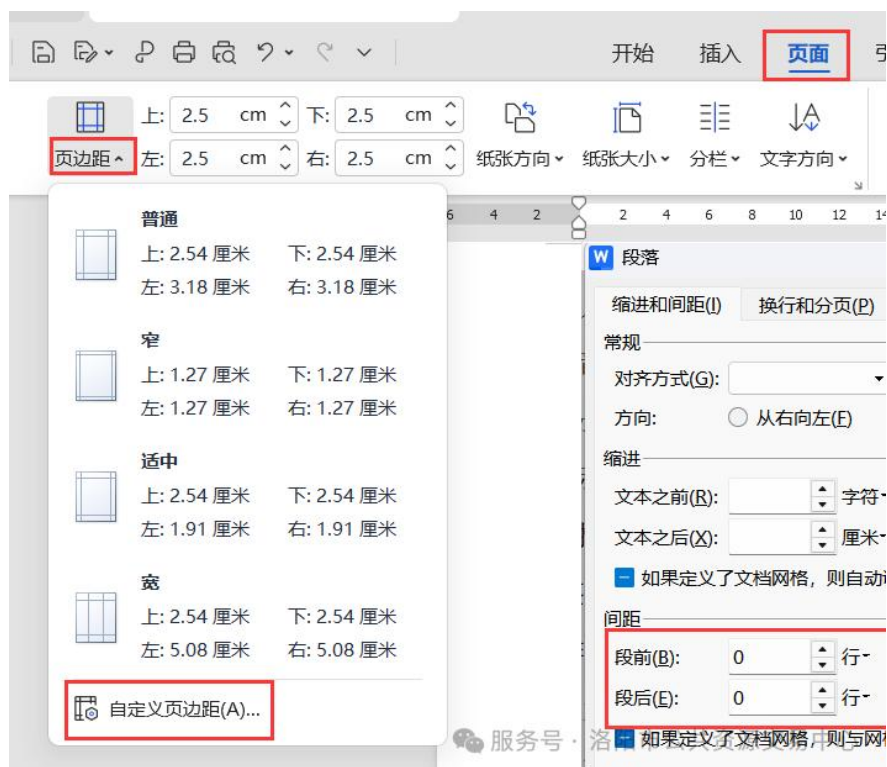 开始 插入 页面
页边距 上: 2.5 cm 下: 2.5 cm
左: 2.5 cm 右: 2.5 cm 纸张方向 纸张大小 分栏 文字方向
6 4 2 2 4 6 8 10 12 14
普通
上: 2.54 厘米 下: 2.54 厘米
左: 3.18 厘米 右: 3.18 厘米
窄
上: 1.27 厘米 下: 1.27 厘米
左: 1.27 厘米 右: 1.27 厘米
适中
上: 2.54 厘米 下: 2.54 厘米
左: 1.91 厘米 右: 1.91 厘米
宽
上: 2.54 厘米 下: 2.54 厘米
左: 5.08 厘米 右: 5.08 厘米
自定义页边距(A)...
W 段落
缩进和间距(I) 换行和分页(P)
常规
对齐方式(G):
方向: 从右向左(F)
缩进
文本之前(R): 字符
文本之后(X): 厘米
如果定义了文档网格，则自动
间距
段前(B): 0 行
段后(E): 0 行
如果定义了文档网格，则与网
服务号 · 洛